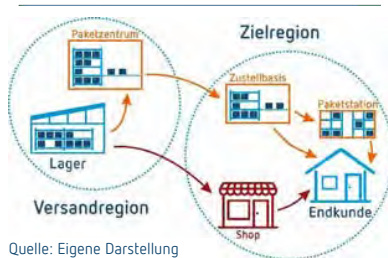 Zielregion
Paketzentrum
Zustellbasis
Paketstation
Lager
Versandregion
Shop
Endkunde
Quelle: Eigene Darstellung